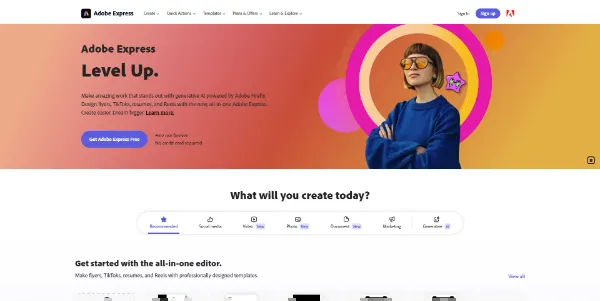 Adobe Express
Create
Quick Actions
Templates
Plans & Offers
Learn & Explore
Sign In
Sign up
Adobe Express
Level Up.
Make amazing work that stands out with generative AI powered by Adobe Firefly.
Design flyers, TikToks, resumes, and Reels with the new, all-in-one Adobe Express.
Create easier. Dream bigger. Learn more.
Get Adobe Express Free
Free use forever.
No credit card required.
What will you create today?
Recommended
Social media
Video New
Photo New
Document New
Marketing
Generative AI
Get started with the all-in-one editor.
Make flyers, TikToks, resumes, and Reels with professionally designed templates.
View all